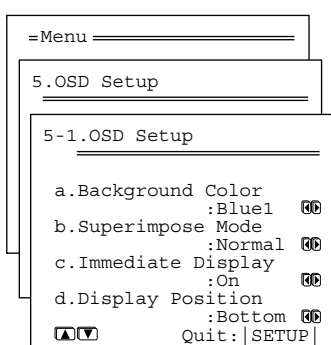 Menu
5.OSD Setup
5-1.OSD Setup
a.Background Color
:Blue1
b.Superimpose Mode
:Normal
c.Immediate Display
:On
d.Display Position
:Bottom
Quit:|SETUP|